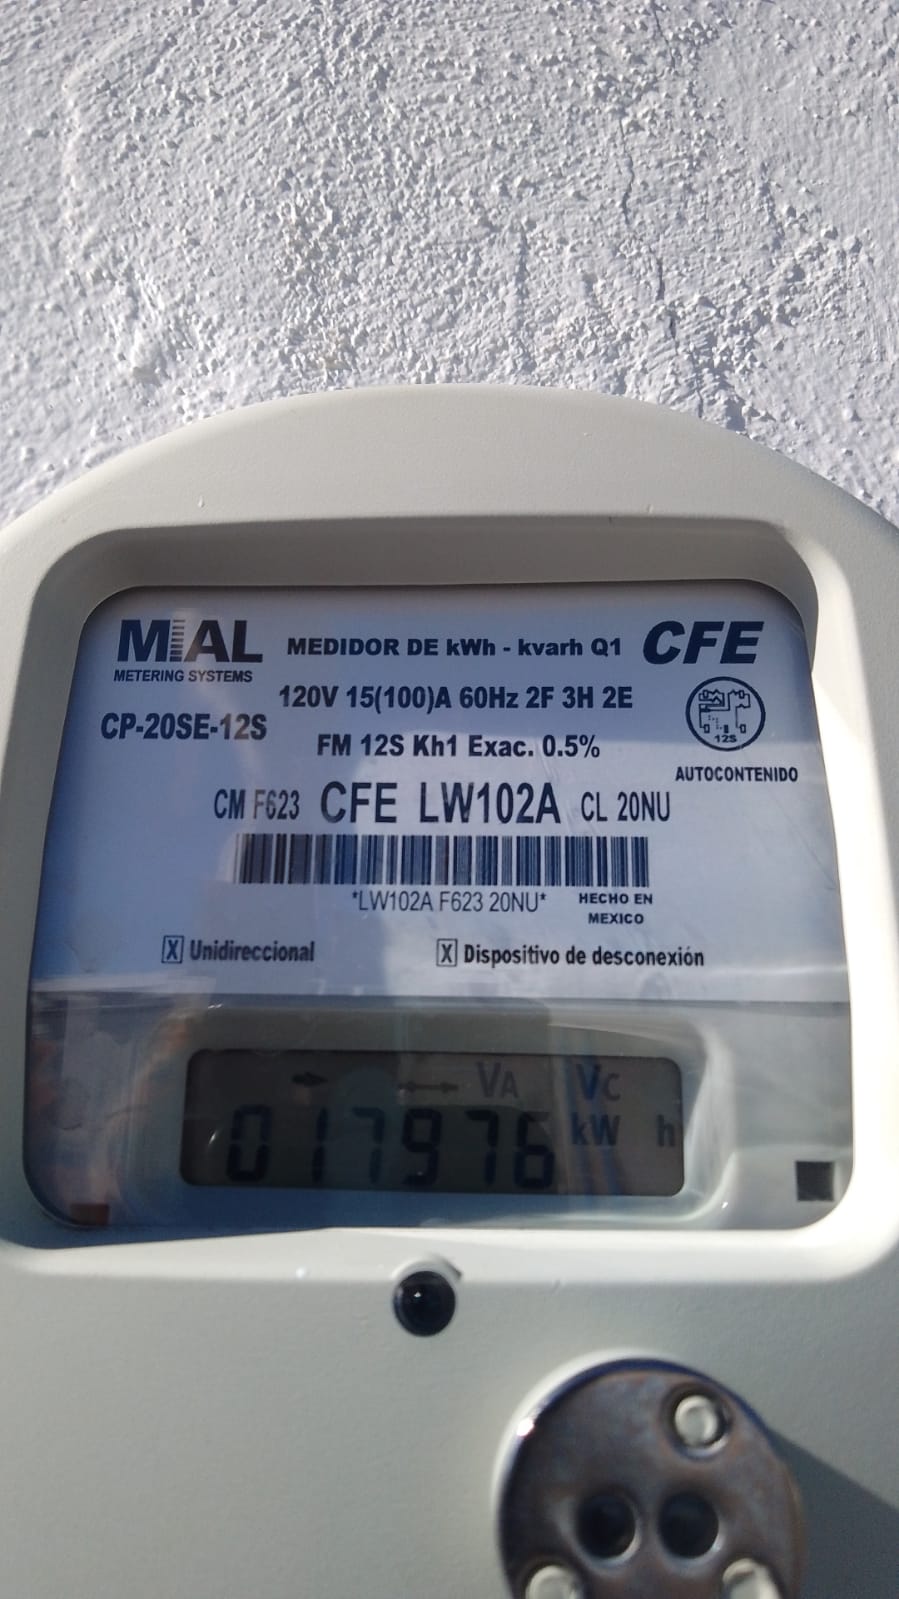 MIAL
METERING SYSTEMS
MEDIDOR DE kWh - kvarh Q1
CFE
120V 15(100)A 60Hz 2F 3H 2E
CP-20SE-12S
12S
FM 12S Kh1 Exac. 0.5%
AUTOCONTENIDO
CM F623 CFE LW102A CL 20NU
*LW102A F623 20NU*
HECHO EN
MEXICO
X Unidireccional
X Dispositivo de desconexión
VA VC
017976 kW h